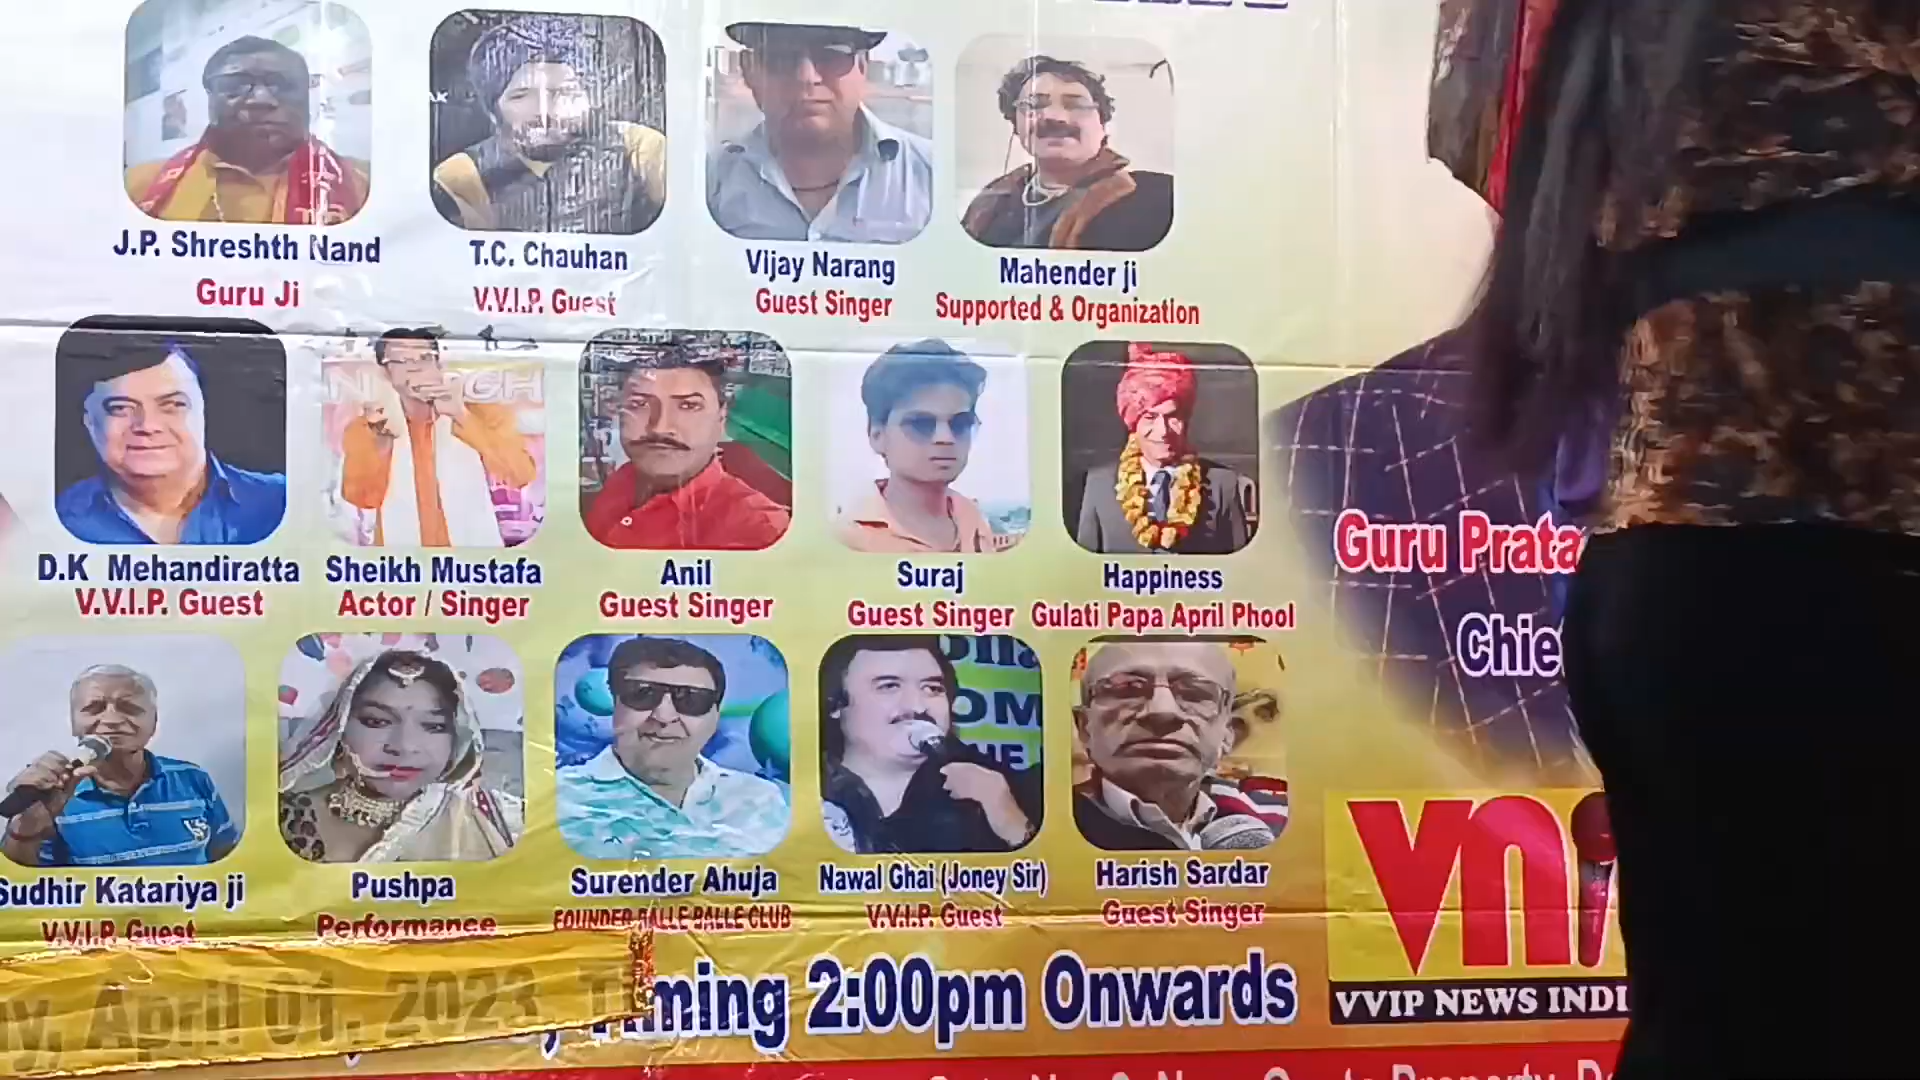 J.P. Shreshth Nand
Guru Ji
T.C. Chauhan
V.V.I.P. Guest
Vijay Narang
Guest Singer
Mahender ji
Supported & Organization
D.K Mehandiratta
V.V.I.P. Guest
Sheikh Mustafa
Actor / Singer
Anil
Guest Singer
Suraj
Guest Singer
Happiness
Gulati Papa April Phool
Guru Prata
Chie
Sudhir Katariya ji
V.V.I.P. Guest
Pushpa
Performance
Surender Ahuja
FOUNDER BALLE BALLE CLUB
Nawal Ghai (Joney Sir)
V.V.I.P. Guest
Harish Sardar
Guest Singer
vni
VVIP NEWS INDI
y, April 01, 2023, Timing 2:00pm Onwards